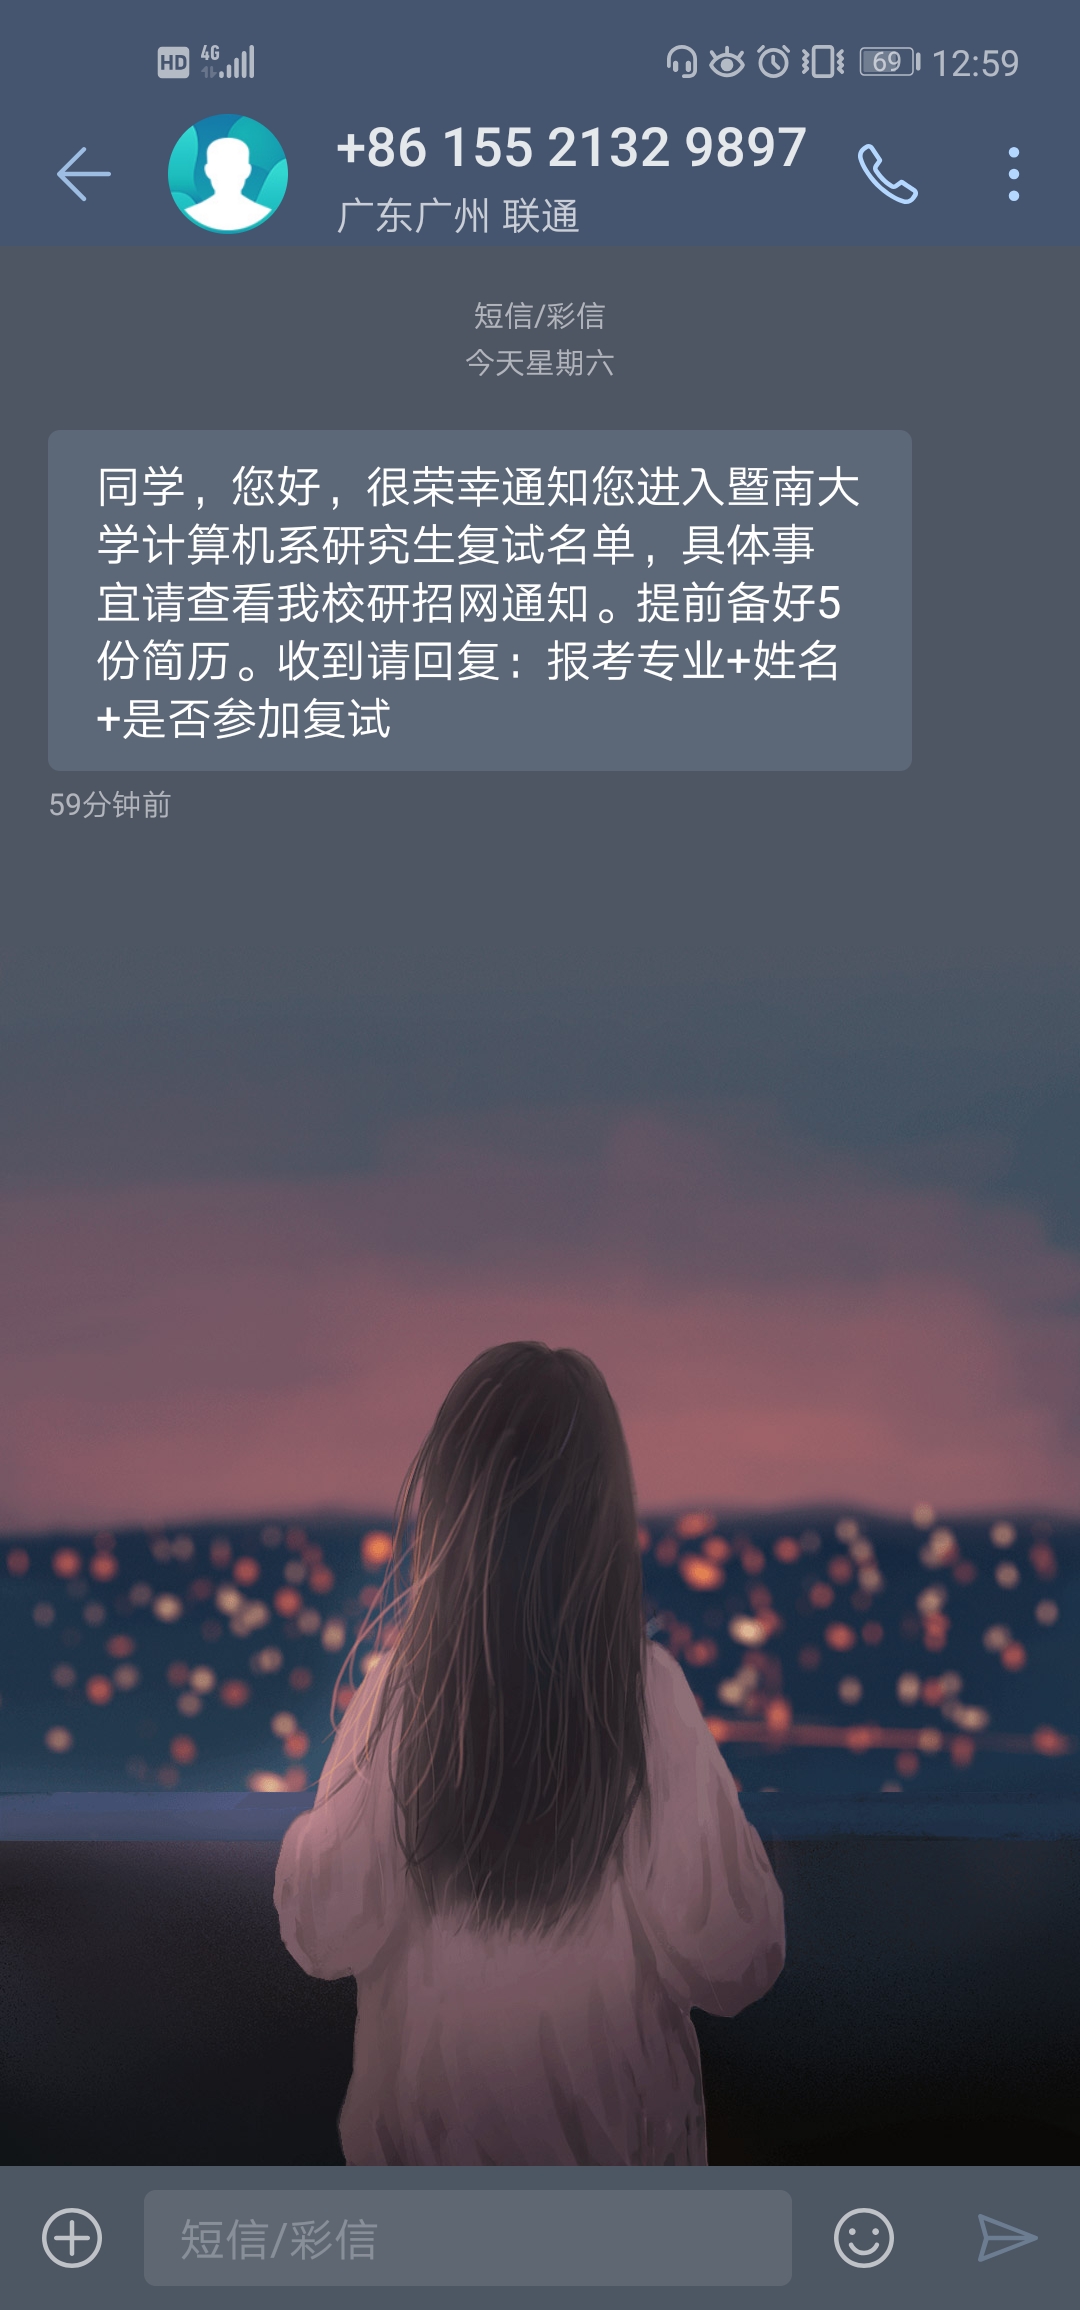 HD 4G 69 12:59
+86 155 2132 9897
广东广州 联通
短信/彩信
今天星期六
同学，您好，很荣幸通知您进入暨南大
学计算机系研究生复试名单，具体事
宜请查看我校研招网通知。提前备好5
份简历。收到请回复：报考专业+姓名
+是否参加复试
59分钟前
短信/彩信